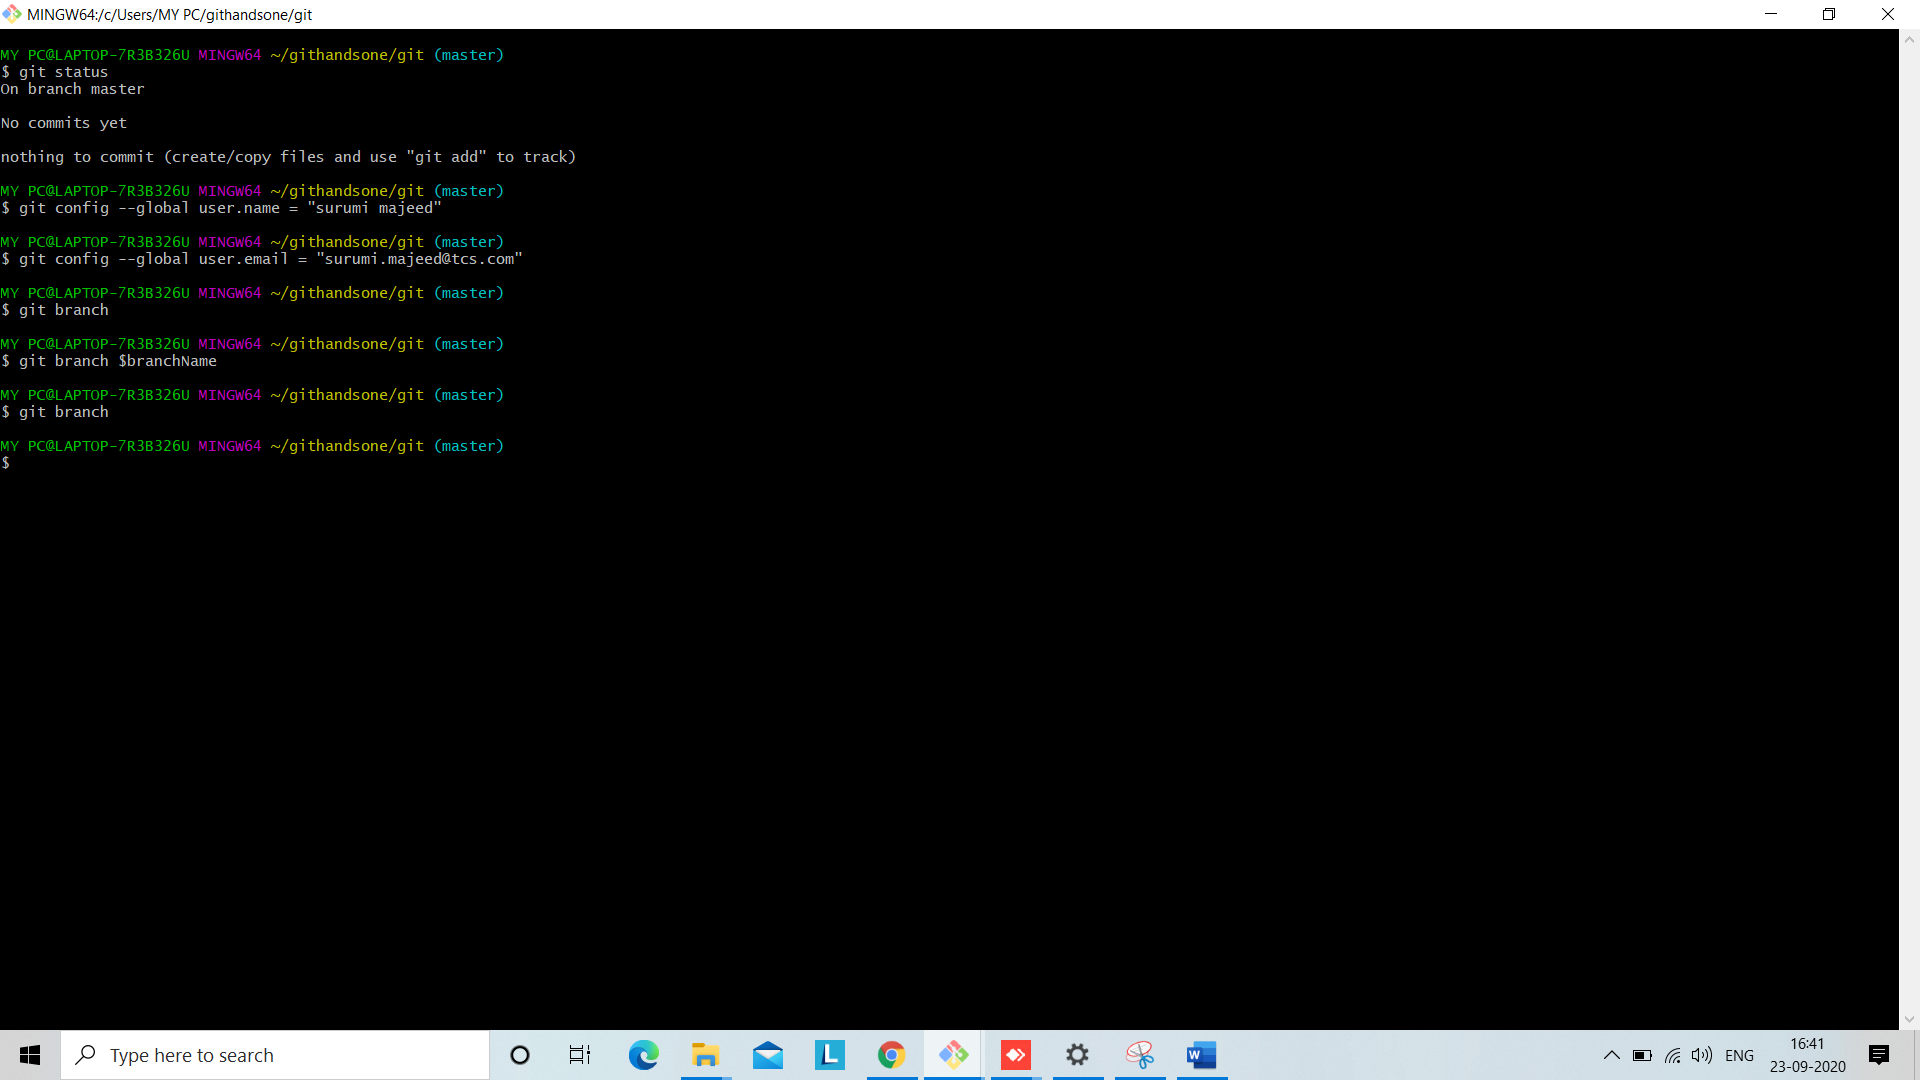 MINGW64:/c/Users/MY PC/githandsone/git
MY PC@LAPTOP-7R3B326U MINGW64 ~/githandsone/git (master)
$ git status
On branch master
No commits yet
nothing to commit (create/copy files and use "git add" to track)
MY PC@LAPTOP-7R3B326U MINGW64 ~/githandsone/git (master)
$ git config --global user.name = "surumi majeed"
MY PC@LAPTOP-7R3B326U MINGW64 ~/githandsone/git (master)
$ git config --global user.email = "surumi.majeed@tcs.com"
MY PC@LAPTOP-7R3B326U MINGW64 ~/githandsone/git (master)
$ git branch
MY PC@LAPTOP-7R3B326U MINGW64 ~/githandsone/git (master)
$ git branch $branchName
MY PC@LAPTOP-7R3B326U MINGW64 ~/githandsone/git (master)
$ git branch
MY PC@LAPTOP-7R3B326U MINGW64 ~/githandsone/git (master)
$
Type here to search
L
W
ENG
16:41
23-09-2020